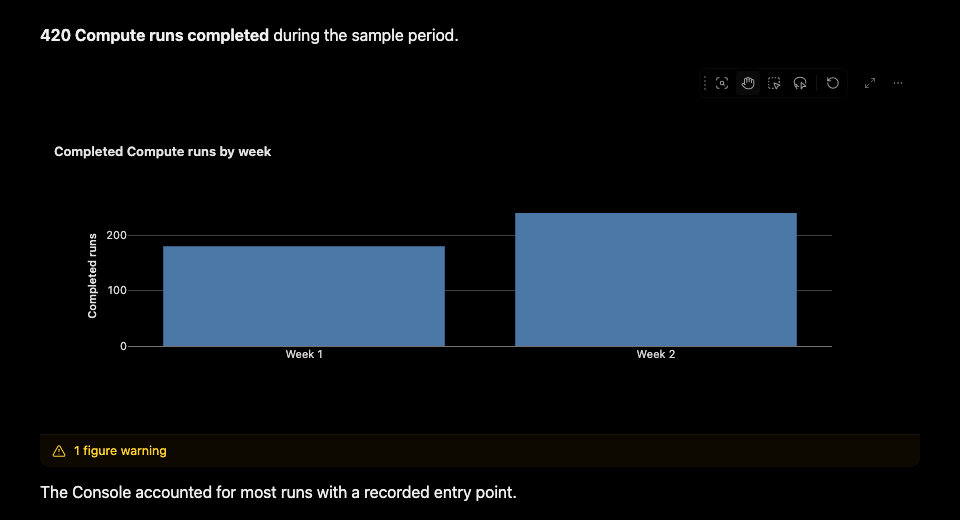 420 Compute runs completed during the sample period.
Completed Compute runs by week
Completed runs
200
100
0
Week 1
Week 2
1 figure warning
The Console accounted for most runs with a recorded entry point.